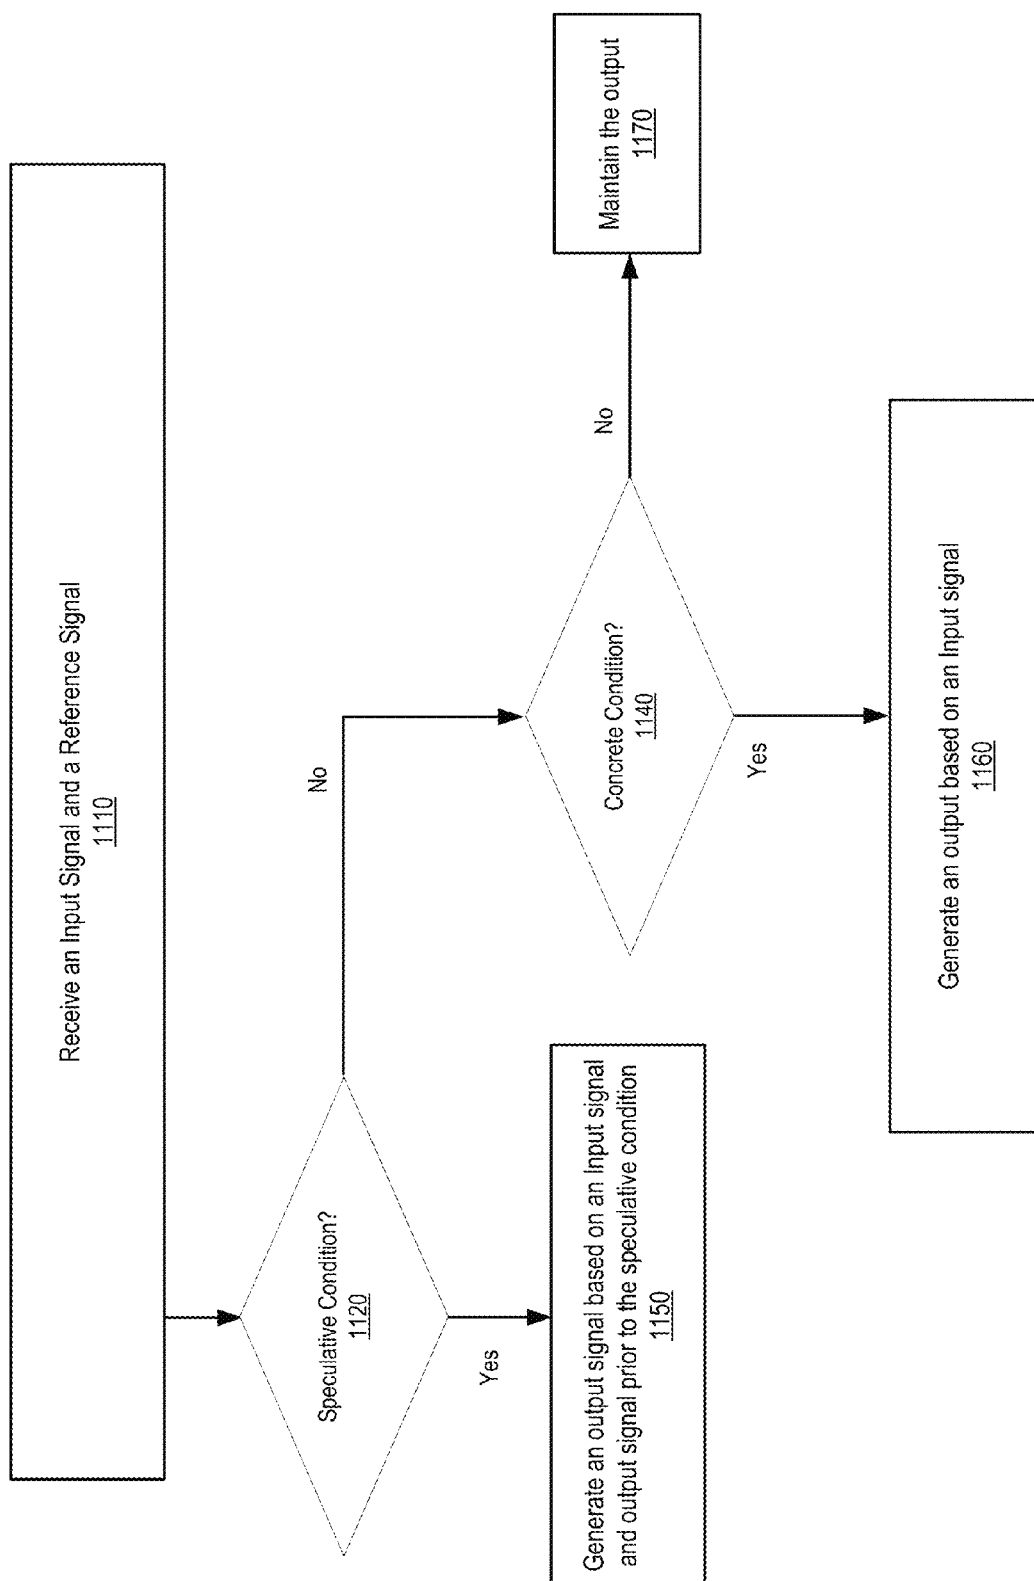 Receive an Input Signal and a Reference Signal
1110
Speculative Condition?
1120
No
Yes
Generate an output signal based on an Input signal
and output signal prior to the speculative condition
1150
Concrete Condition?
1140
No
Maintain the output
1170
Yes
Generate an output based on an Input signal
1160